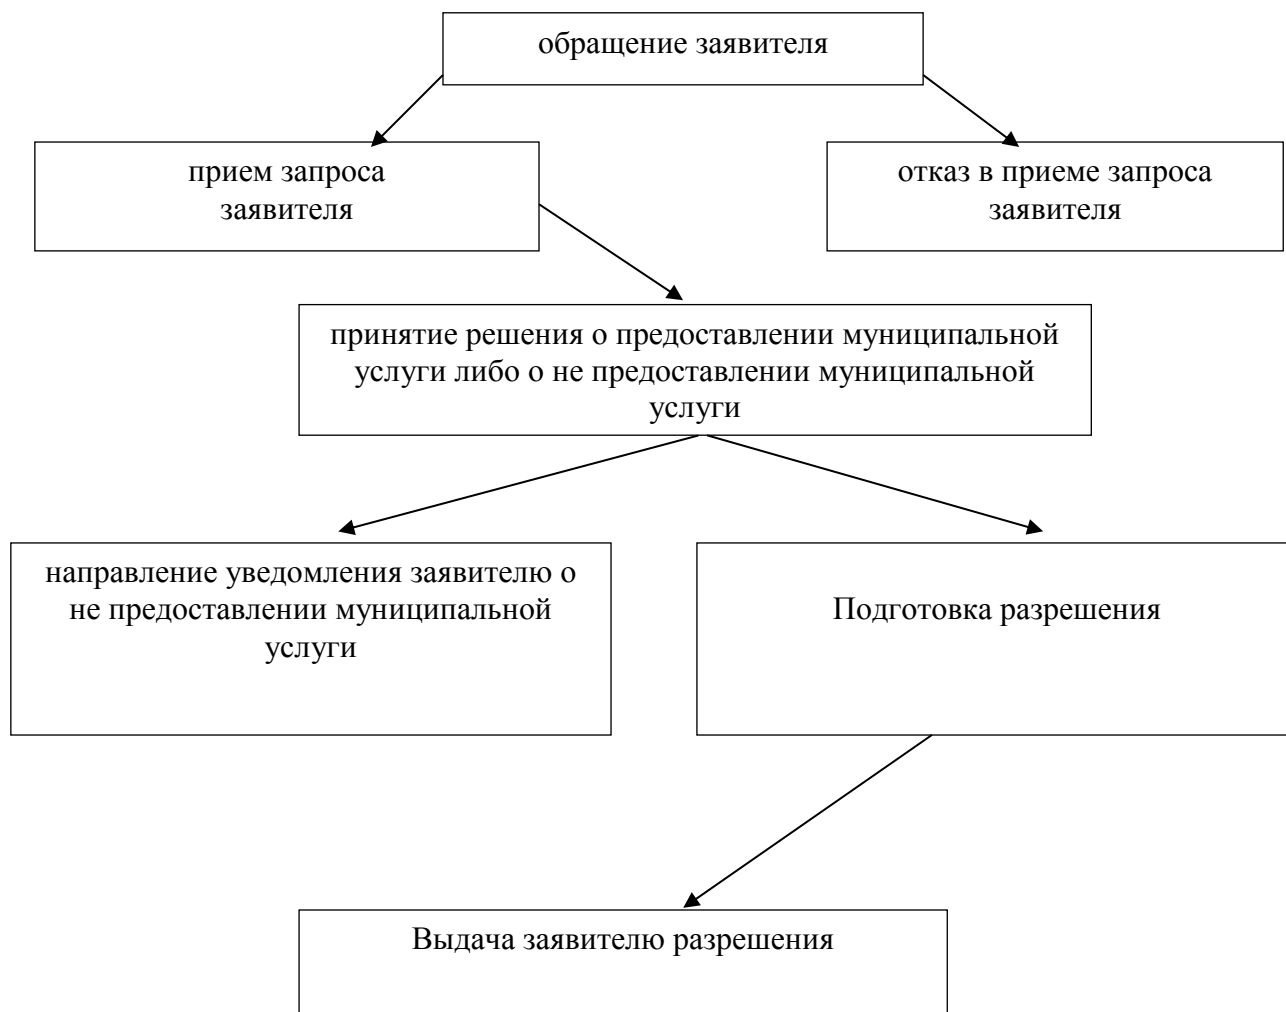 обращение заявителя
прием запроса
заявителя
отказ в приеме запроса
заявителя
принятие решения о предоставлении муниципальной
услуги либо о не предоставлении муниципальной
услуги
направление уведомления заявителю о
не предоставлении муниципальной
услуги
Подготовка разрешения
Выдача заявителю разрешения